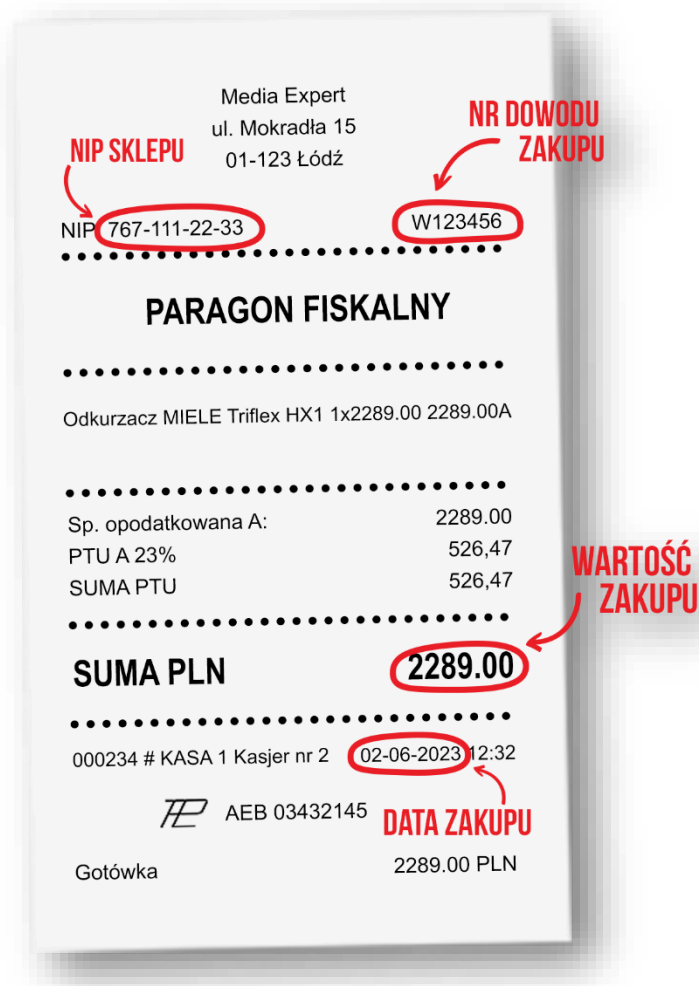 Media Expert
ul. Mokradła 15
01-123 Łódź
NIP SKLEPU
NR DOWODU
ZAKUPU
NIP 767-111-22-33 W123456
PARAGON FISKALNY
Odkurzacz MIELE Triflex HX1 1x2289.00 2289.00A
Sp. opodatkowana A: 2289.00
PTU A 23% 526,47
SUMA PTU 526,47
WARTOŚĆ
ZAKUPU
SUMA PLN 2289.00
000234 # KASA 1 Kasjer nr 2 02-06-2023 12:32
AEB 03432145
DATA ZAKUPU
Gotówka 2289.00 PLN